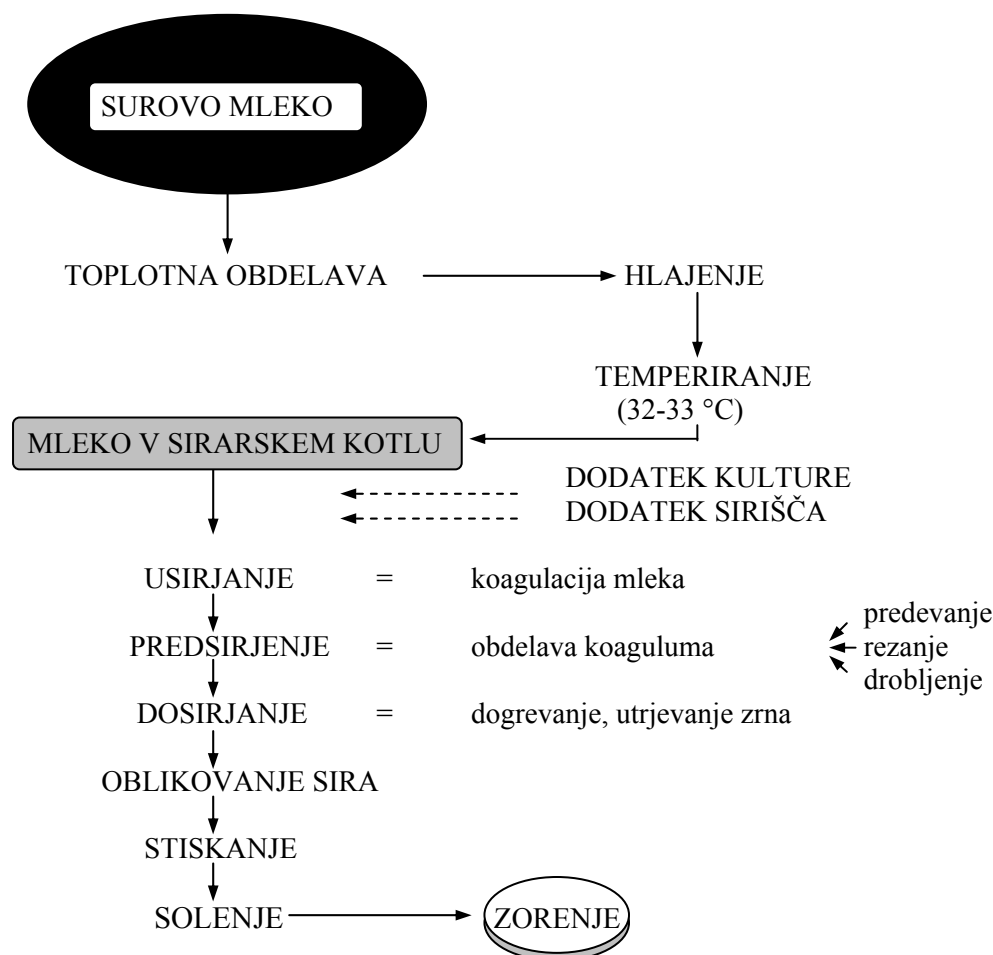 SUROVO MLEKO
TOPLOTNA OBDELAVA
HLAJENJE
TEMPERIRANJE
(32-33 °C)
MLEKO V SIRARSKEM KOTLU
DODATEK KULTURE
DODATEK SIRIŠČA
USIRJANJE = koagulacija mleka
predevanje
PREDSIRJENJE = obdelava koaguluma rezanje
drobljenje
DOSIRJANJE = dogrevanje, utrjevanje zrna
OBLIKOVANJE SIRA
STISKANJE
SOLENJE ZORENJE